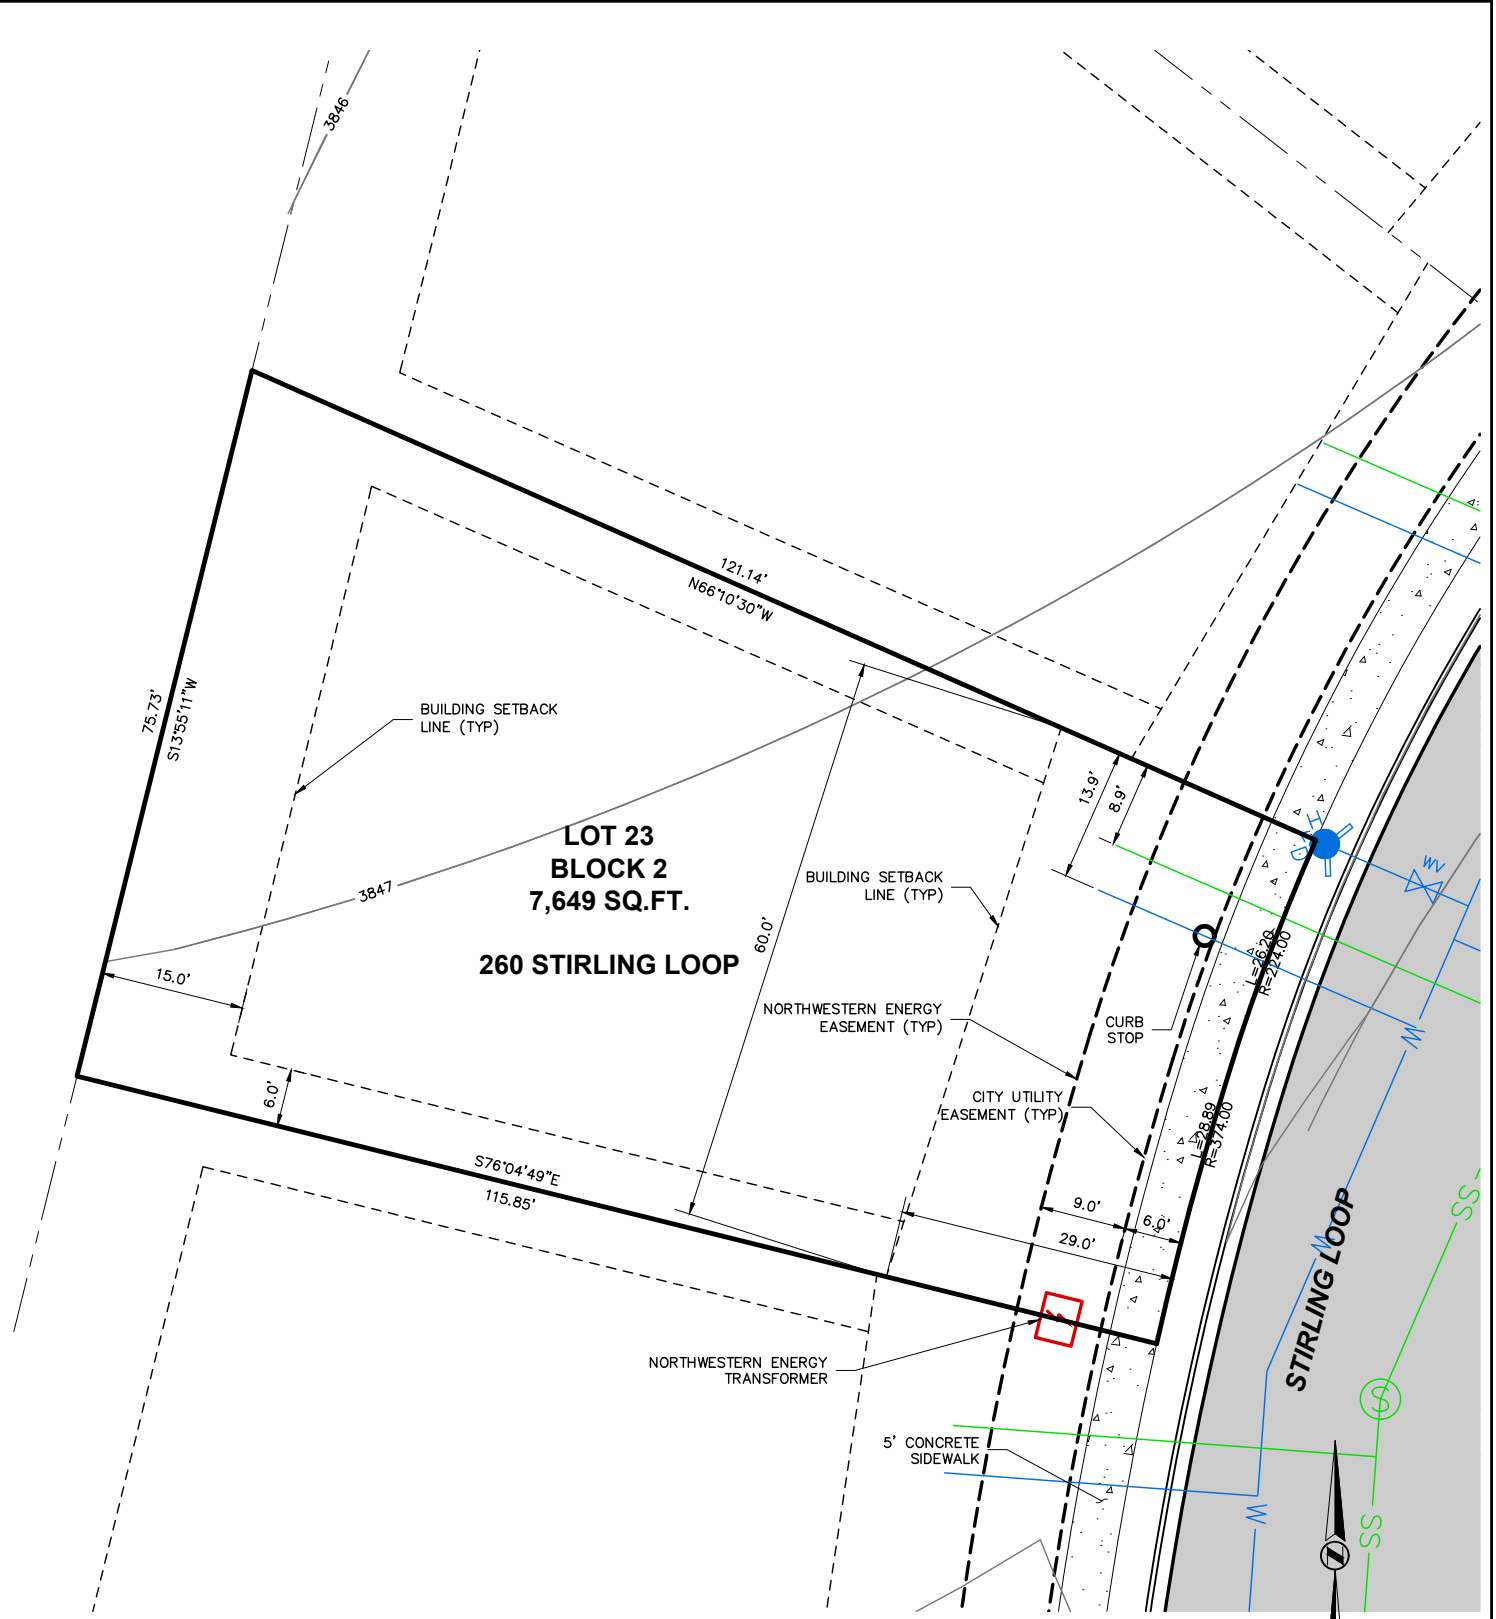 3846
121.14'
N66°10'30"W
75.73'
S13°55'11"W
BUILDING SETBACK
LINE (TYP)
13.9'
8.9'
HYD
WV
LOT 23
BLOCK 2
7,649 SQ.FT.
3847
BUILDING SETBACK
LINE (TYP)
60.0'
260 STIRLING LOOP
15.0'
L=26.20
R=224.00
NORTHWESTERN ENERGY
EASEMENT (TYP)
CURB
STOP
W
6.0'
CITY UTILITY
EASEMENT (TYP)
L=28.89
R=374.00
S76°04'49"E
115.85'
9.0'
6.0'
29.0'
SS
W
STIRLING LOOP
NORTHWESTERN ENERGY
TRANSFORMER
S
5' CONCRETE
SIDEWALK
W
SS